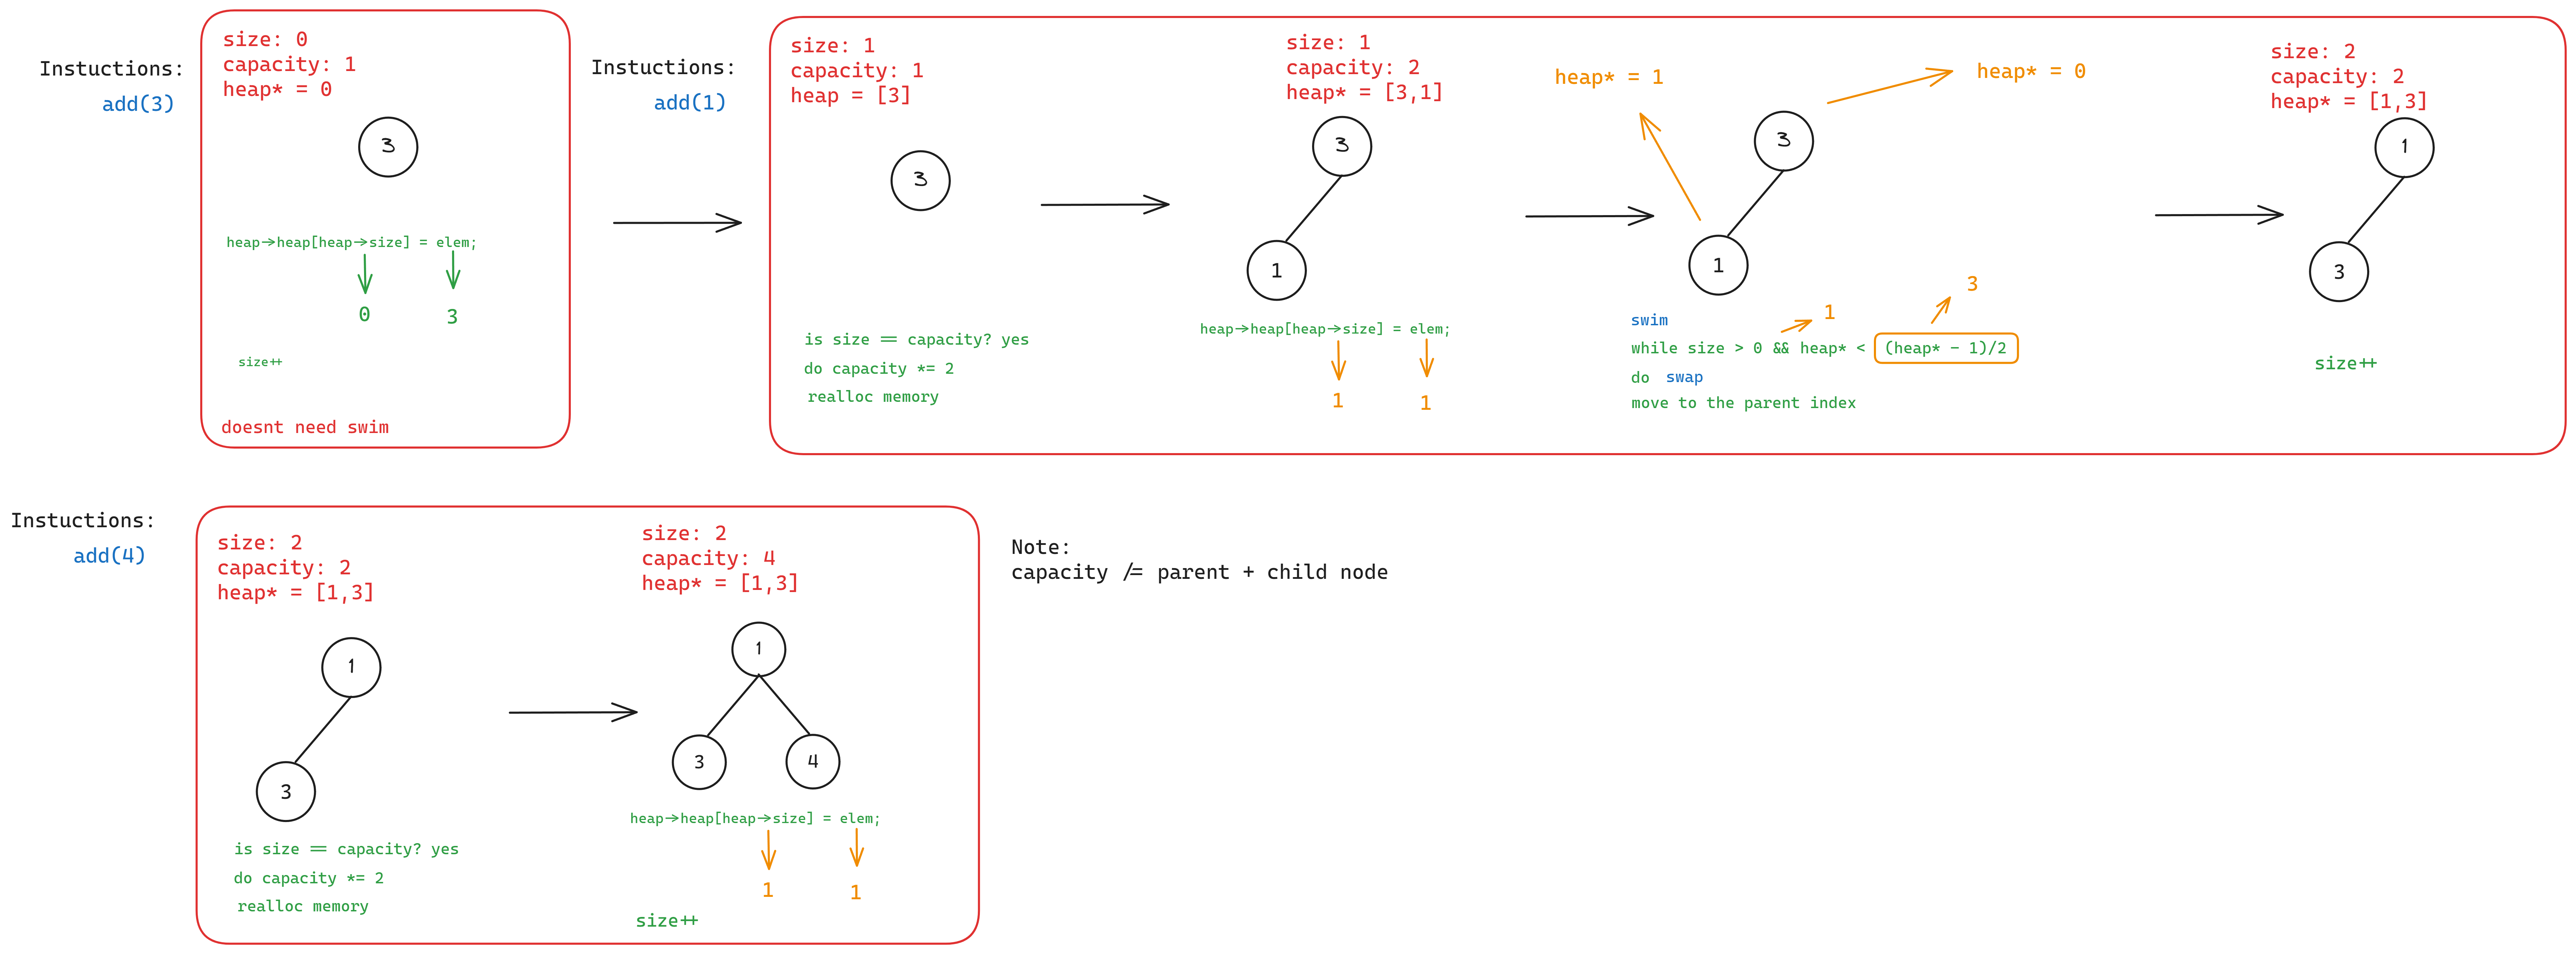 Instuctions:
add(3)
size: 0
capacity: 1
heap* = 0
3
heap->heap[heap->size] = elem;
0
3
size++
doesnt need swim
Instuctions:
add(1)
size: 1
capacity: 1
heap = [3]
3
is size == capacity? yes
do capacity *= 2
realloc memory
size: 1
capacity: 2
heap* = [3,1]
3
1
heap->heap[heap->size] = elem;
1
1
heap* = 1
heap* = 0
3
1
swim
1
3
while size > 0 && heap* < (heap* - 1)/2
do swap
move to the parent index
size: 2
capacity: 2
heap* = [1,3]
1
3
size++
Instuctions:
add(4)
size: 2
capacity: 2
heap* = [1,3]
1
3
is size == capacity? yes
do capacity *= 2
realloc memory
size: 2
capacity: 4
heap* = [1,3]
1
3
4
heap->heap[heap->size] = elem;
1
1
size++
Note:
capacity /= parent + child node